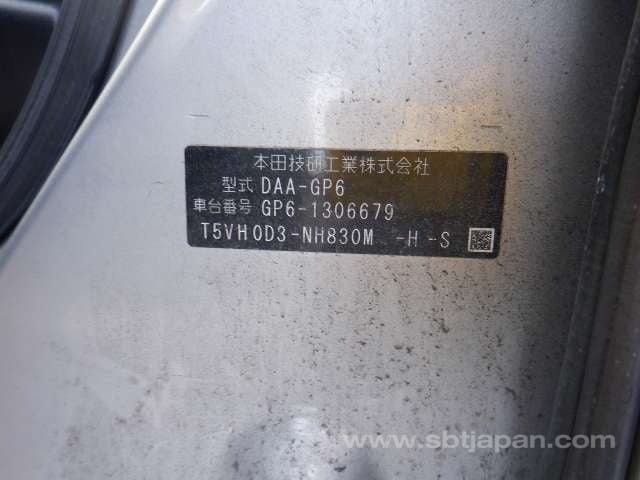 本田技研工業株式会社
型式 DAA-GP6
車台番号 GP6-1306679
T5VH0D3-NH830M -H -S
www.sbtjapan.com